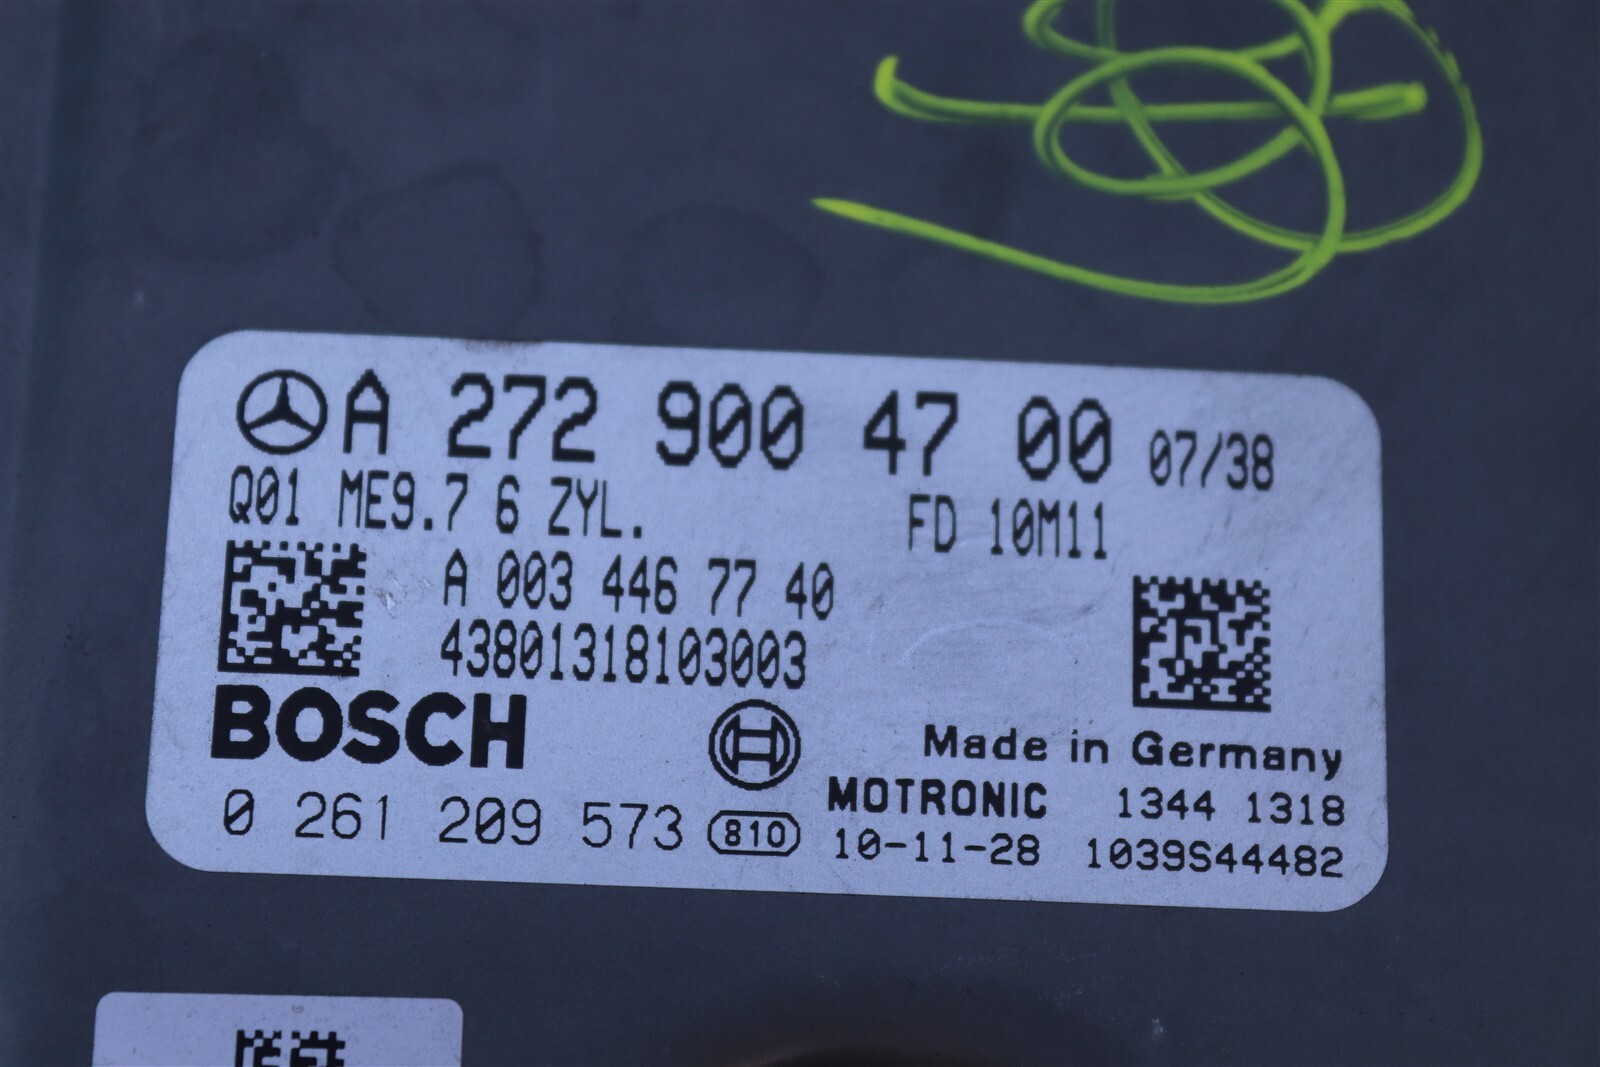 A 272 900 47 00 07/38
Q01 ME9.7 6 ZYL. FD 10M11
A 003 446 77 40
43801318103003
BOSCH
Made in Germany
MOTRONIC 1344 1318
0 261 209 573 810 10-11-28 1039S44482